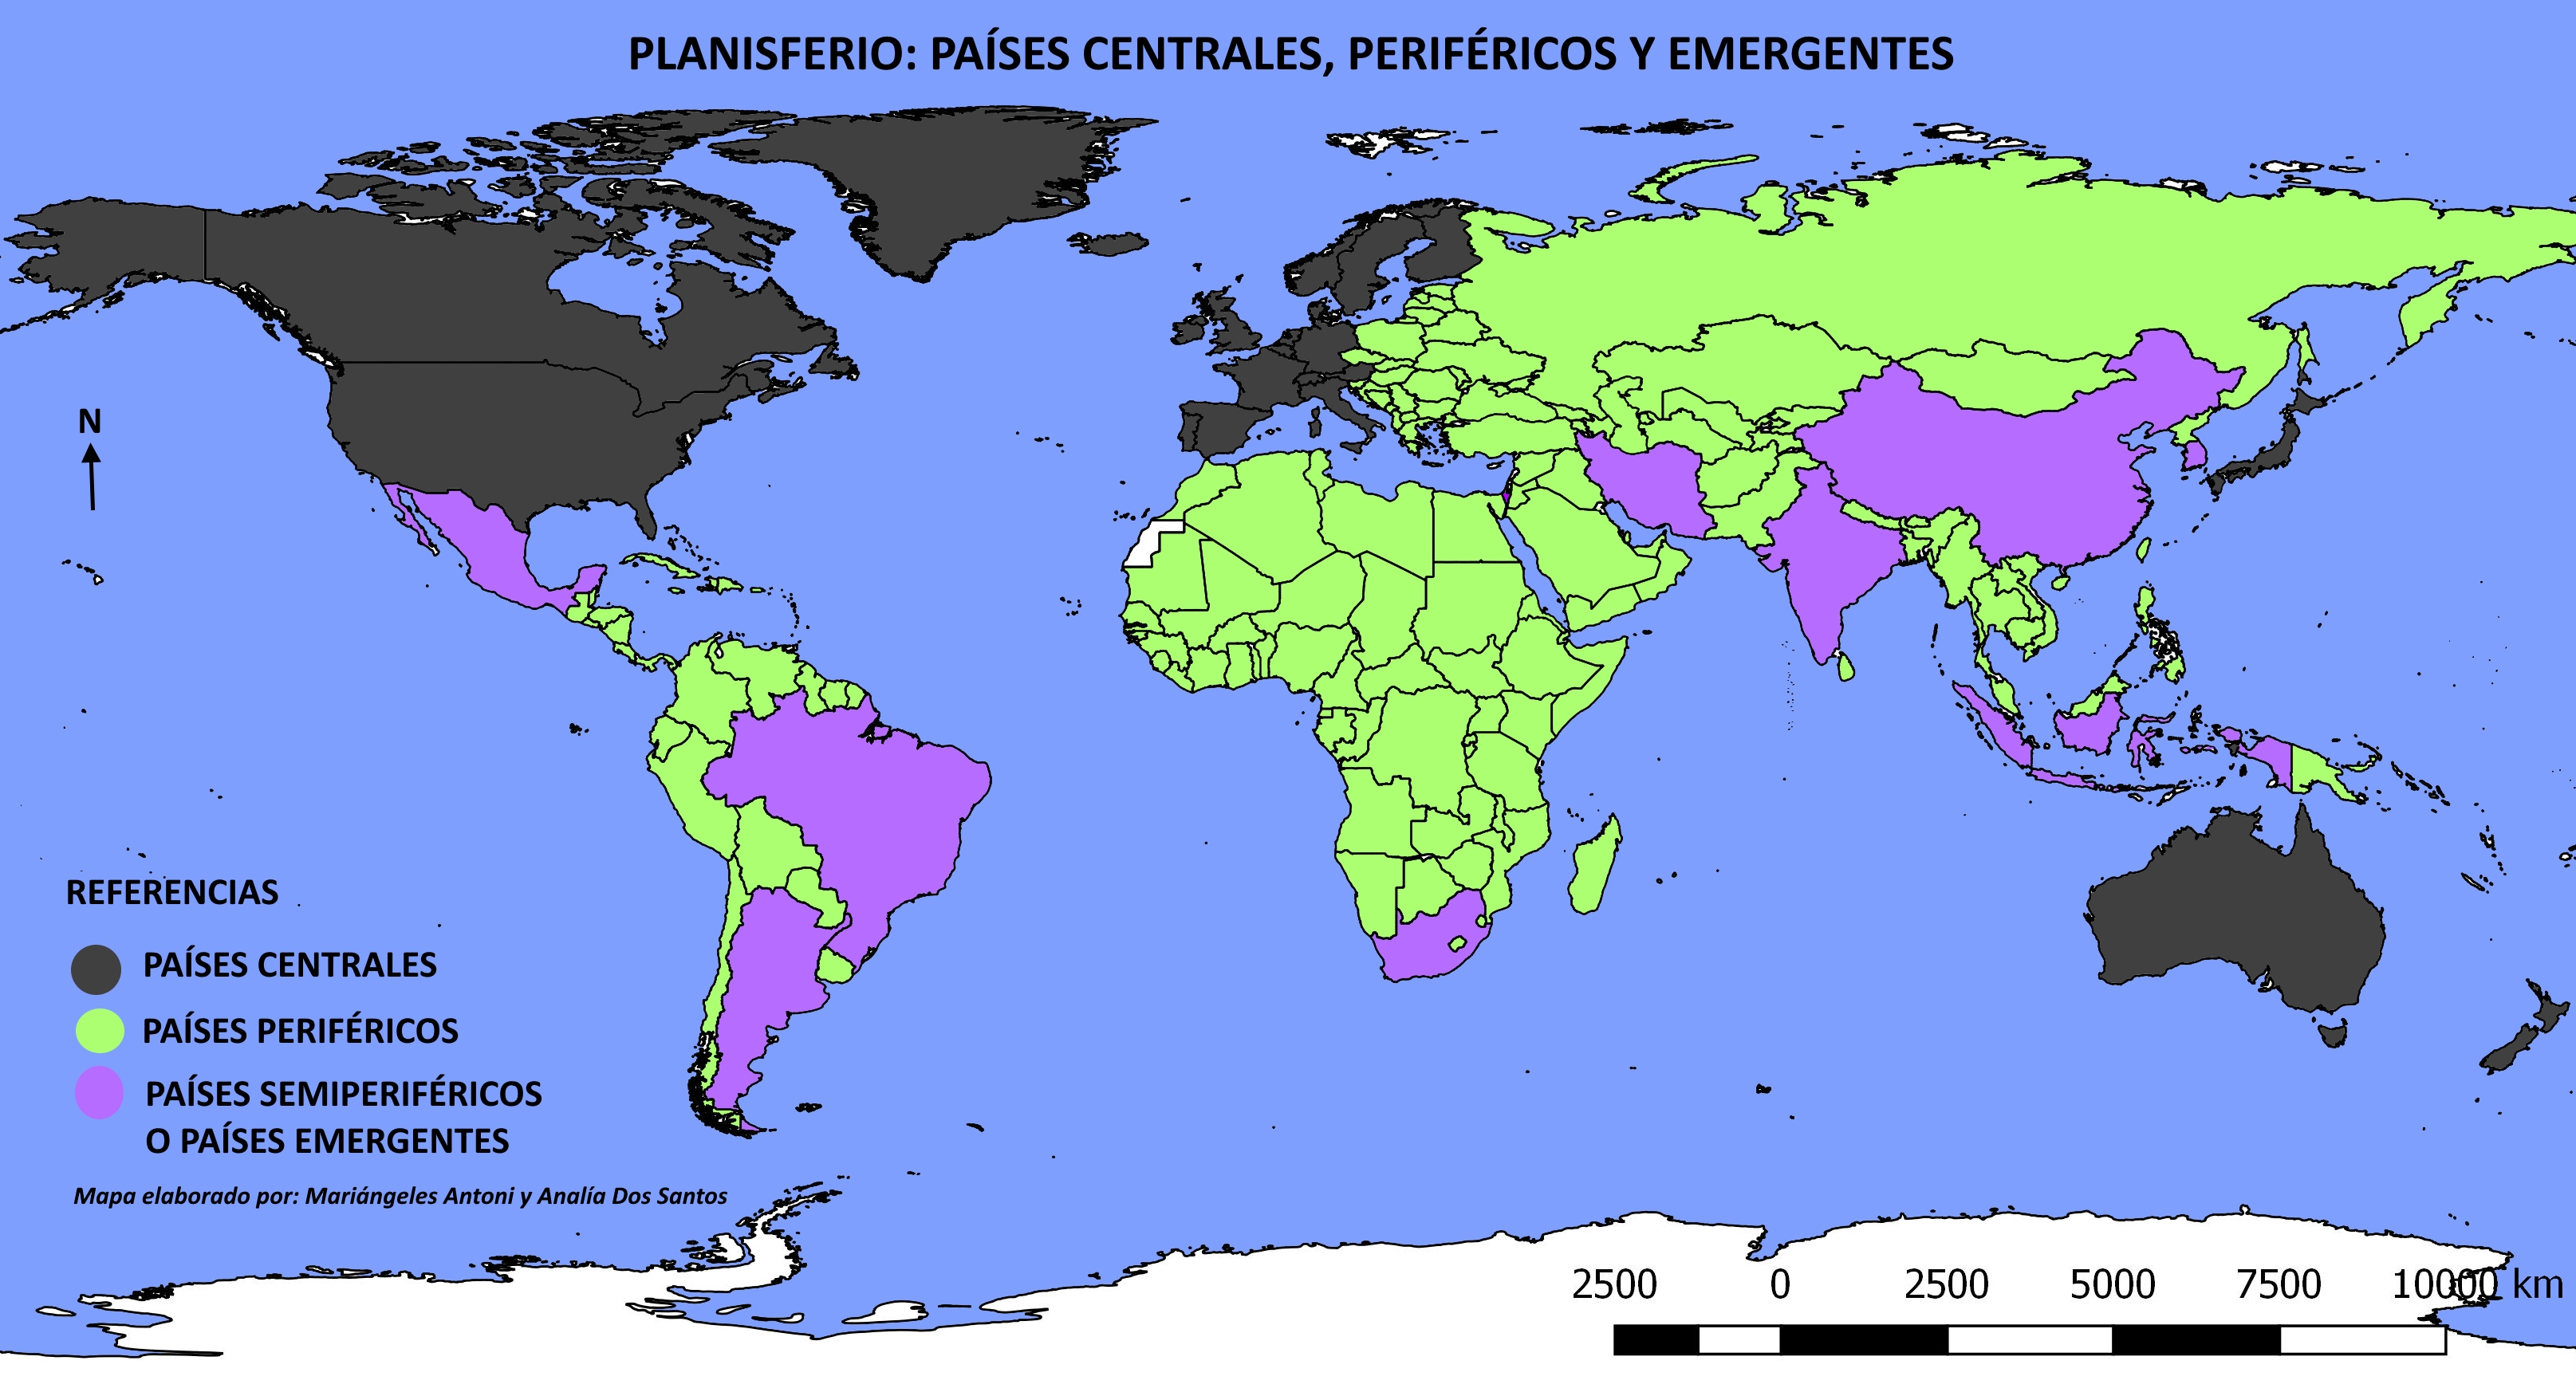 PLANISFERIO: PAÍSES CENTRALES, PERIFÉRICOS Y EMERGENTES
N
REFERENCIAS
PAÍSES CENTRALES
PAÍSES PERIFÉRICOS
PAÍSES SEMIPERIFÉRICOS
O PAÍSES EMERGENTES
Mapa elaborado por: Mariángeles Antoni y Analía Dos Santos
2500 0 2500 5000 7500 10000 km